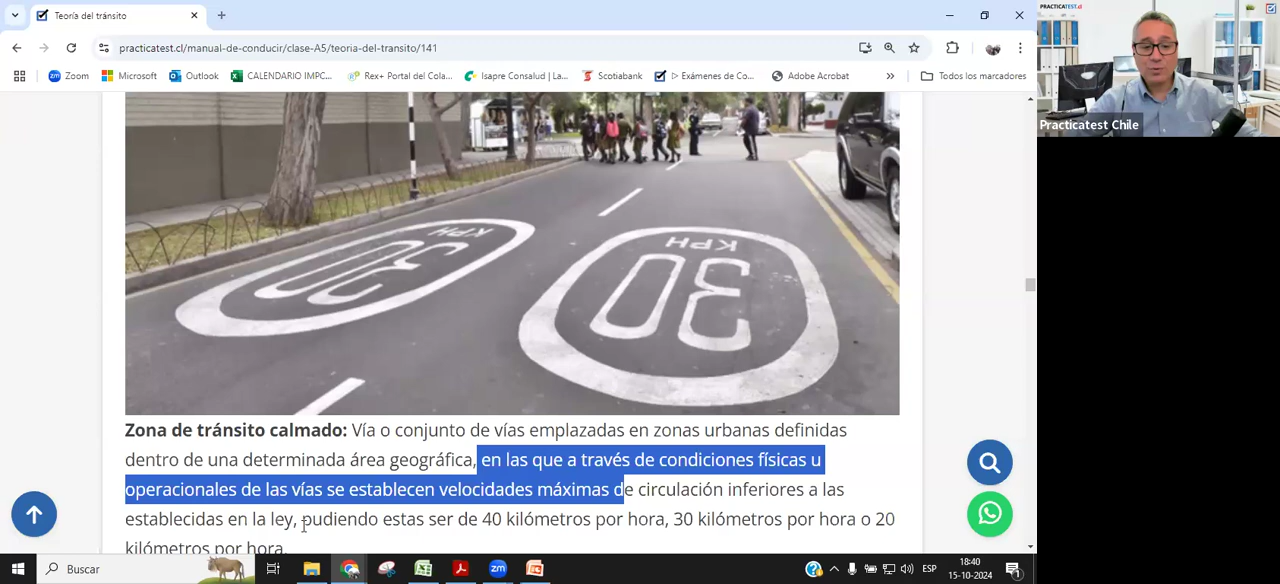 Teoría del tránsito
practicatest.cl/manual-de-conducir/clase-A5/teoria-del-transito/141
Zoom
Microsoft
Outlook
CALENDARIO IMPC...
Rex+ Portal del Cola...
Isapre Consalud | La...
Scotiabank
▷ Exámenes de Co...
Adobe Acrobat
»
Todos los marcadores
PRACTICATEST.cl
Practicatest Chile
30 KPH
30 KPH
Zona de tránsito calmado: Vía o conjunto de vías emplazadas en zonas urbanas definidas
dentro de una determinada área geográfica, en las que a través de condiciones físicas u
operacionales de las vías se establecen velocidades máximas de circulación inferiores a las
establecidas en la ley, pudiendo estas ser de 40 kilómetros por hora, 30 kilómetros por hora o 20
kilómetros por hora.
Buscar
ESP
18:40
15-10-2024